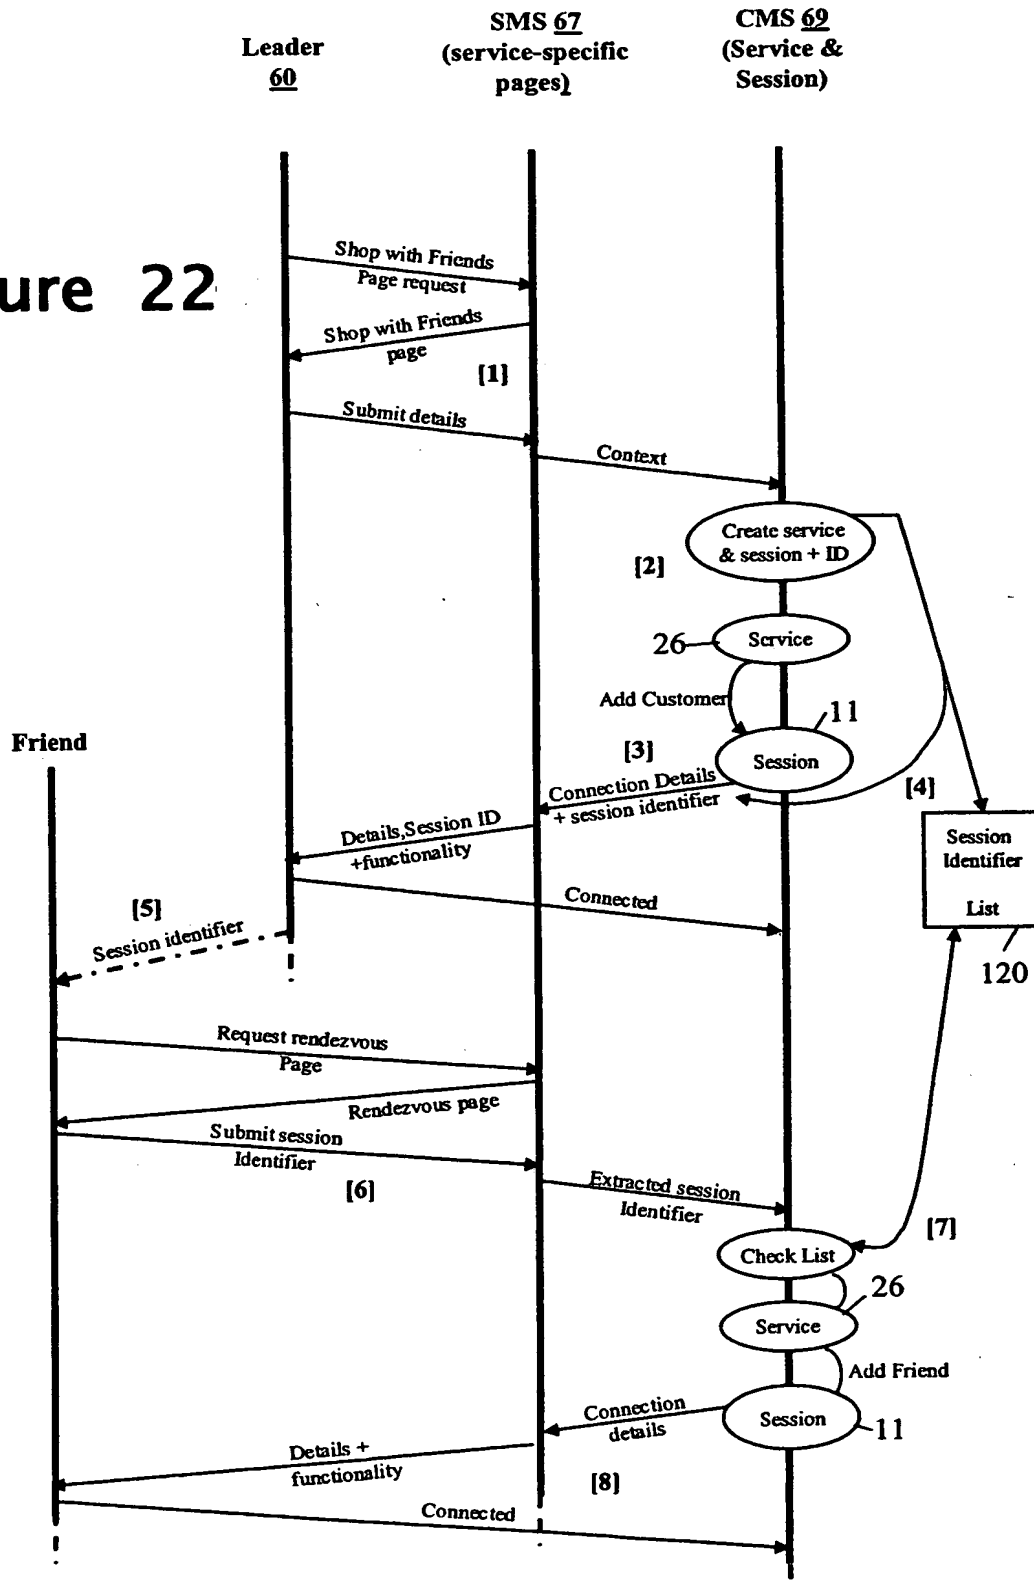 SMS 67
(service-specific
pages)
CMS 69
(Service &
Session)
Leader
60
ure 22
Shop with Friends
Page request
Shop with Friends
page
[1]
Submit details
Context
Create service
& session + ID
[2]
26
Service
Add Customer
11
Friend
[3]
Session
Connection Details
+ session identifier
[4]
Details,Session ID
+functionality
Session
Identifier
List
120
Connected
[5]
Session identifier
Request rendezvous
Page
Rendezvous page
Submit session
Identifier
[6]
Extracted session
Identifier
[7]
Check List
26
Service
Add Friend
Connection
details
Session
11
Details +
functionality
[8]
Connected